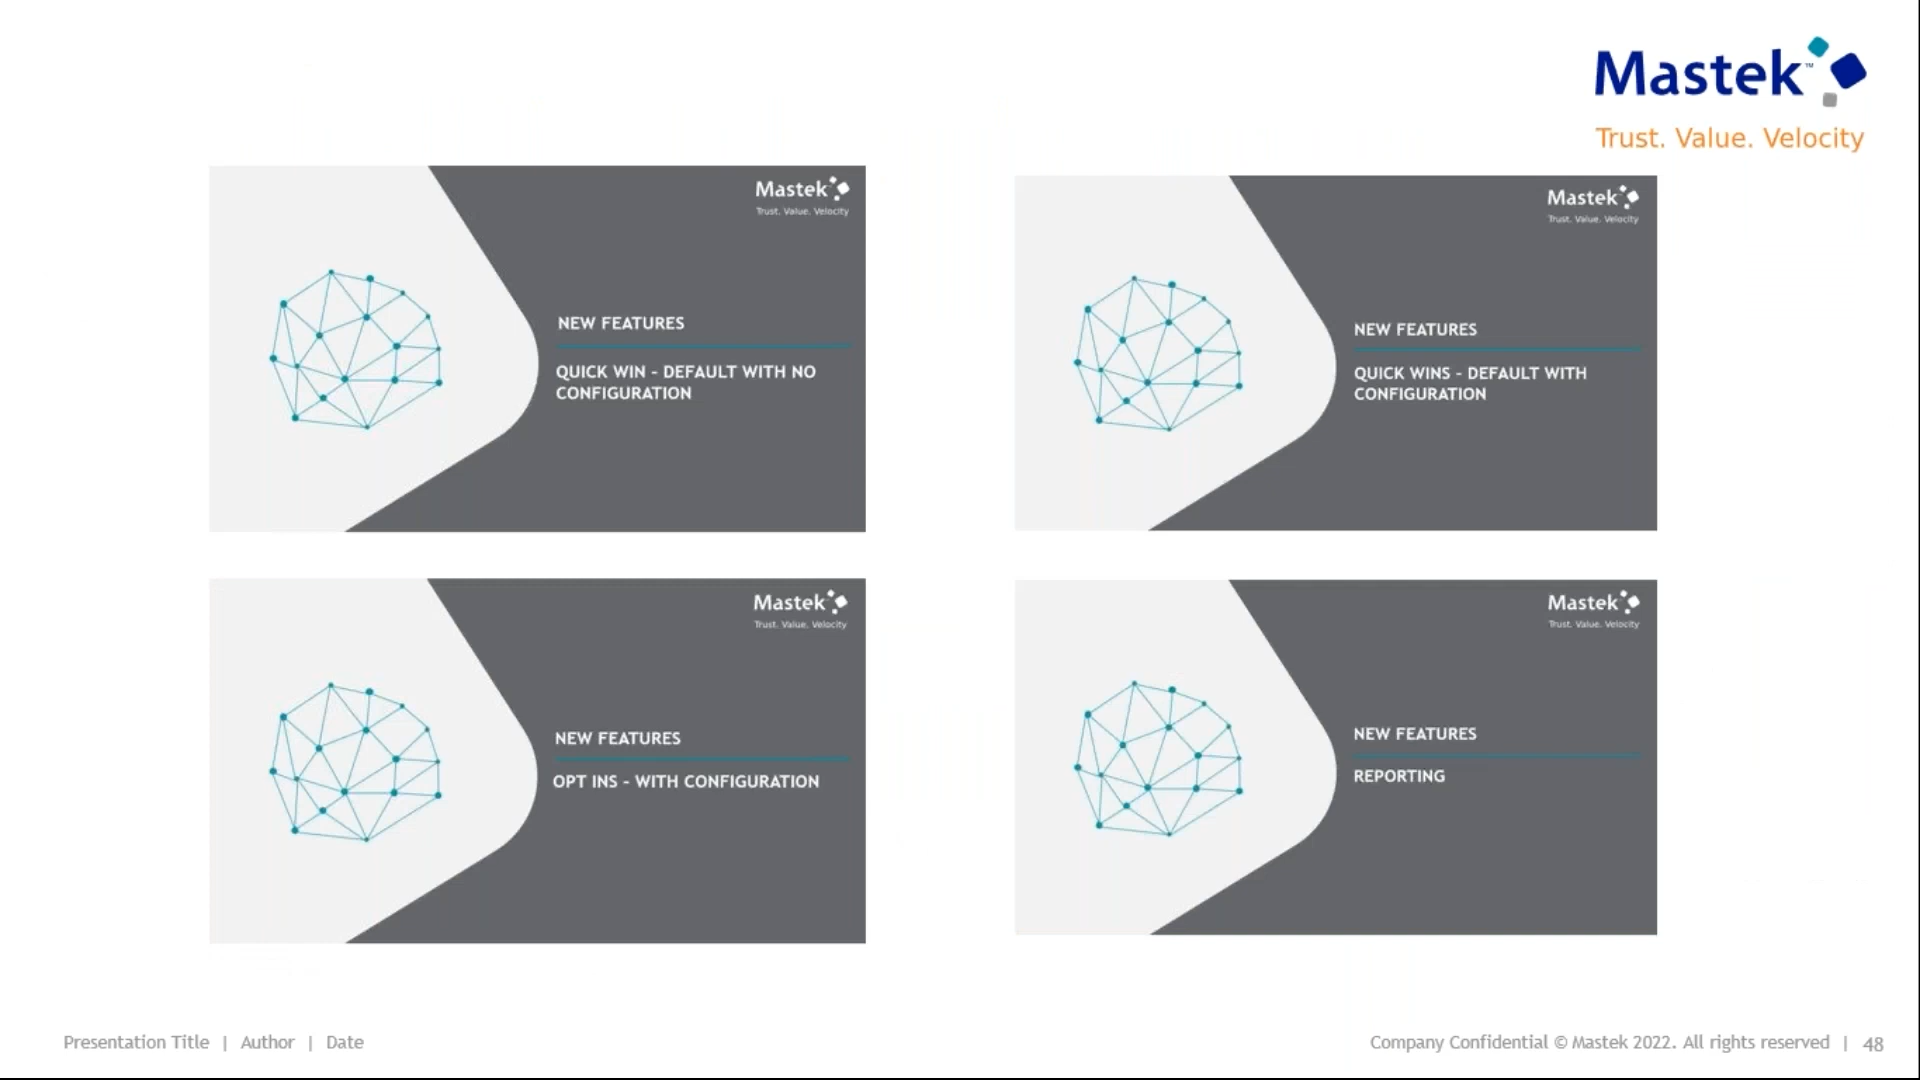 Mastek™
Trust. Value. Velocity
Mastek
Trust. Value. Velocity
NEW FEATURES
QUICK WIN - DEFAULT WITH NO
CONFIGURATION
Mastek
Trust. Value. Velocity
NEW FEATURES
QUICK WINS - DEFAULT WITH
CONFIGURATION
Mastek
Trust. Value. Velocity
NEW FEATURES
OPT INS - WITH CONFIGURATION
Mastek
Trust. Value. Velocity
NEW FEATURES
REPORTING
Presentation Title | Author | Date
Company Confidential © Mastek 2022. All rights reserved | 48